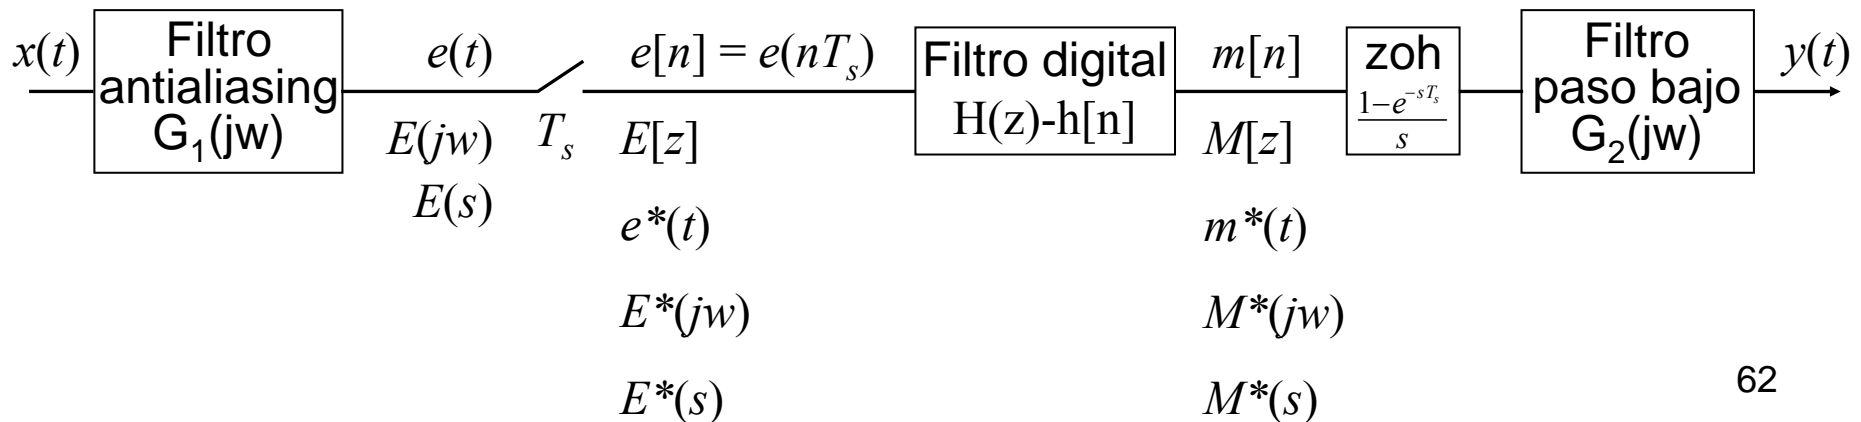 x(t)
Filtro
antialiasing
G₁(jw)
e(t)
E(jw)
E(s)
Tₛ
e[n] = e(nTₛ)
E[z]
e*(t)
E*(jw)
E*(s)
Filtro digital
H(z)-h[n]
m[n]
M[z]
m*(t)
M*(jw)
M*(s)
zoh
1−e^{−sTₛ}
s
Filtro
paso bajo
G₂(jw)
y(t)
62